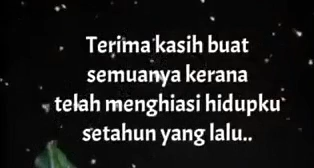 Terima kasih buat
semuanya kerana
telah menghiasi hidupku
setahun yang lalu..